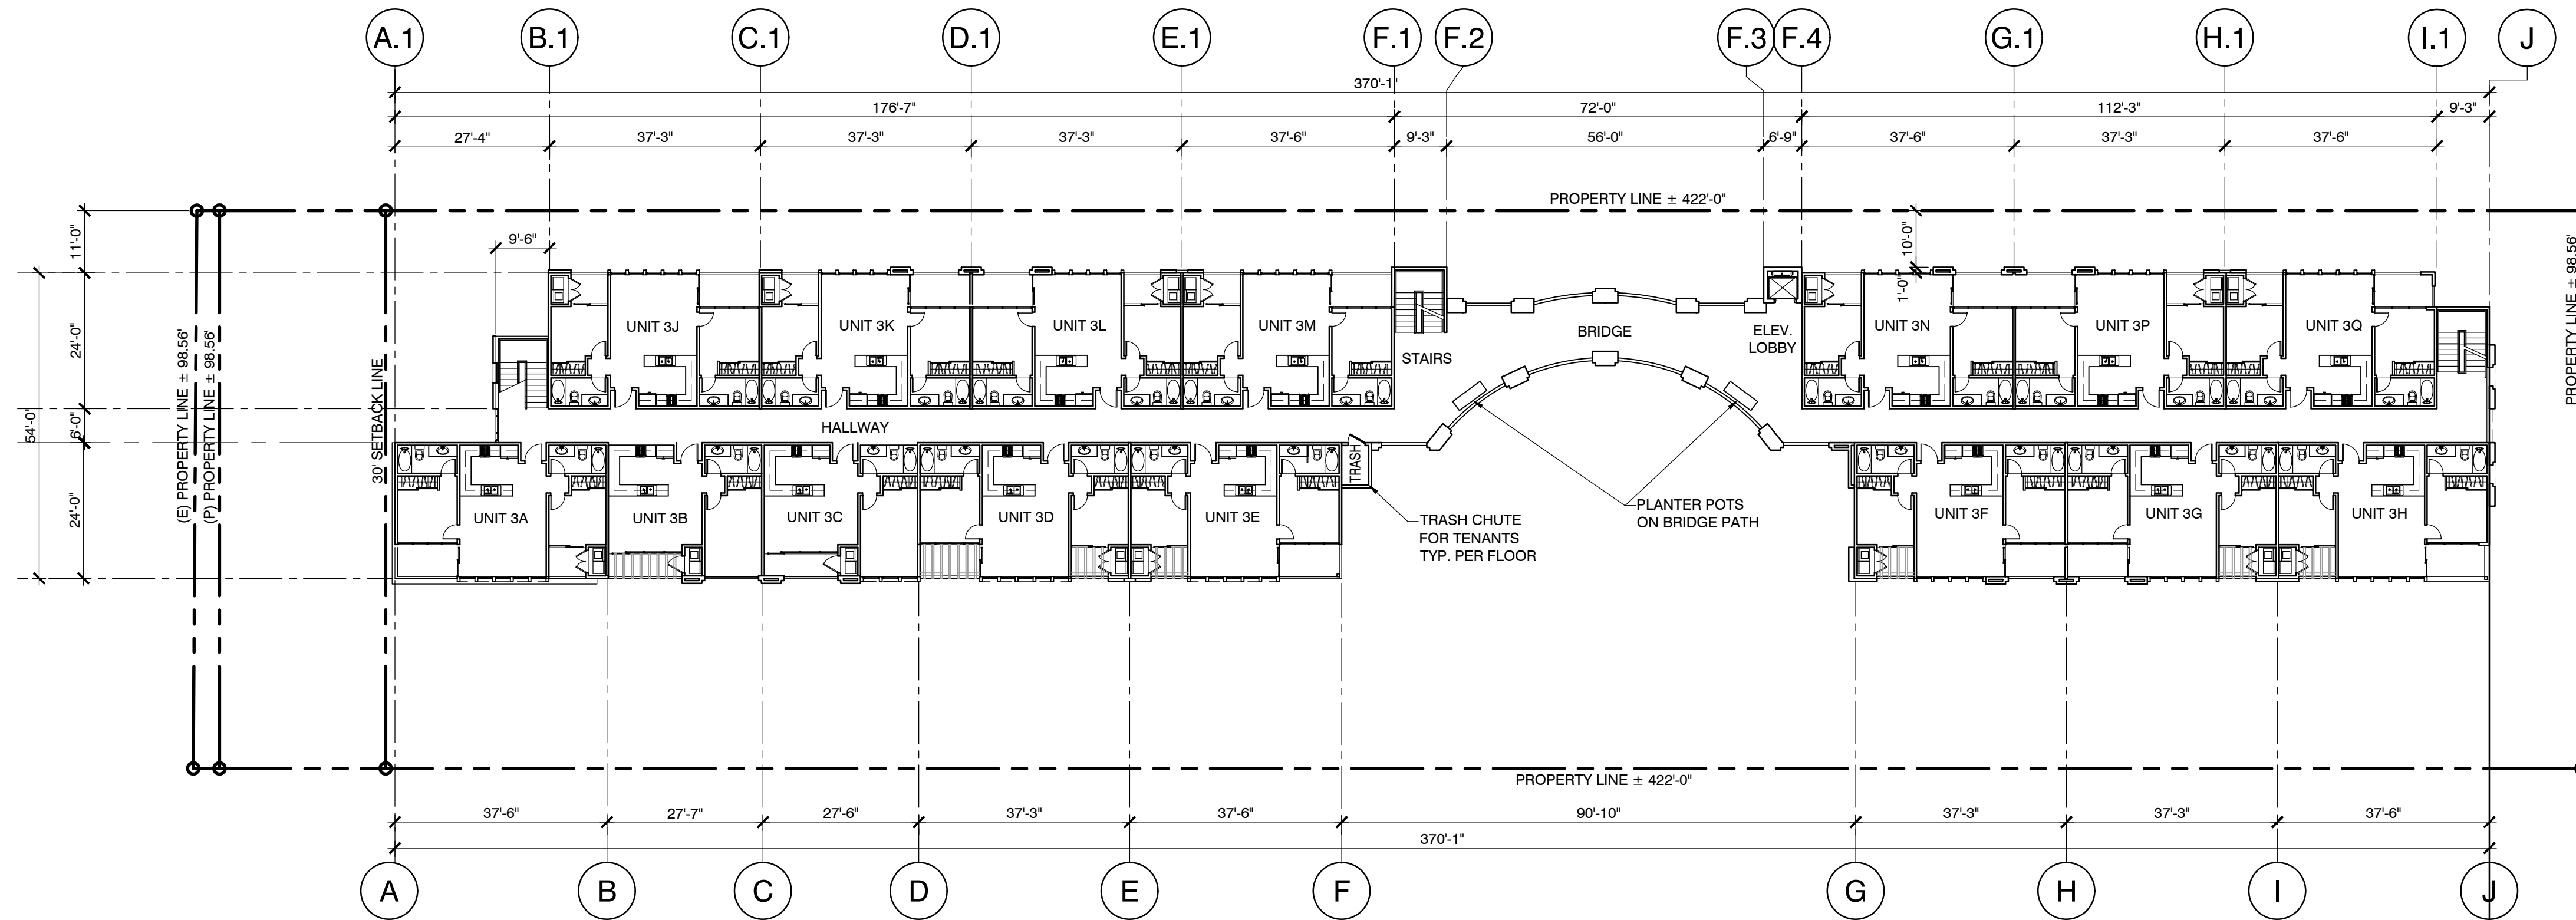 A.1 B.1 C.1 D.1 E.1 F.1 F.2 F.3 F.4 G.1 H.1 I.1 J
370'-1"
176'-7" 72'-0" 112'-3" 9'-3"
27'-4" 37'-3" 37'-3" 37'-3" 37'-6" 9'-3" 56'-0" 6'-9" 37'-6" 37'-3" 37'-6"
PROPERTY LINE ± 422'-0"
11'-0"
9'-6"
10'-0"
1'-0"
PROPERTY LINE ± 98.56'
54'-0"
24'-0"
6'-0"
24'-0"
(E) PROPERTY LINE ± 98.56'
(P) PROPERTY LINE ± 98.56'
30' SETBACK LINE
UNIT 3J UNIT 3K UNIT 3L UNIT 3M
STAIRS
BRIDGE
ELEV.
LOBBY
UNIT 3N UNIT 3P UNIT 3Q
HALLWAY
TRASH
UNIT 3A UNIT 3B UNIT 3C UNIT 3D UNIT 3E
UNIT 3F UNIT 3G UNIT 3H
TRASH CHUTE
FOR TENANTS
TYP. PER FLOOR
PLANTER POTS
ON BRIDGE PATH
PROPERTY LINE ± 422'-0"
37'-6" 27'-7" 27'-6" 37'-3" 37'-6" 90'-10" 37'-3" 37'-3" 37'-6"
370'-1"
A B C D E F G H I J